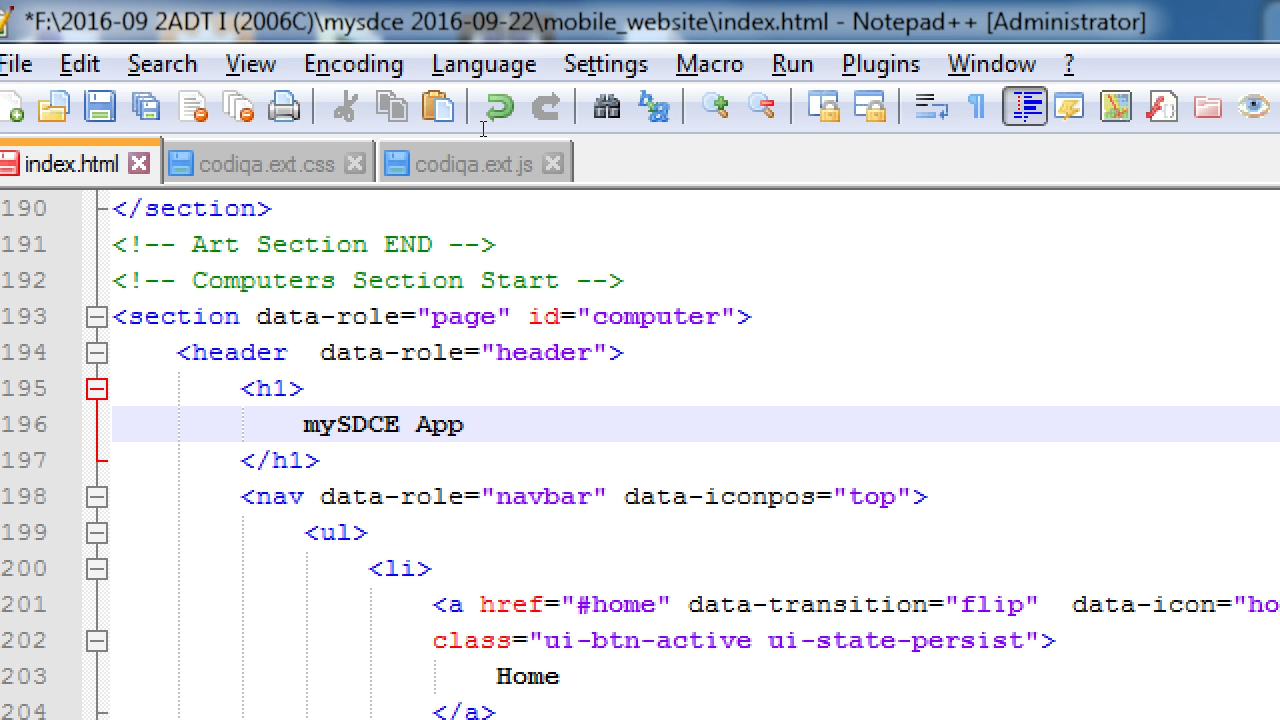 *F:\2016-09 2ADT I (2006C)\mysdce 2016-09-22\mobile_website\index.html - Notepad++ [Administrator]
File Edit Search View Encoding Language Settings Macro Run Plugins Window ?
index.html codiqa.ext.css codiqa.ext.js
190 </section>
191 <!-- Art Section END -->
192 <!-- Computers Section Start -->
193 <section data-role="page" id="computer">
194 <header  data-role="header">
195 <h1>
196 mySDCE App
197 </h1>
198 <nav data-role="navbar" data-iconpos="top">
199 <ul>
200 <li>
201 <a href="#home" data-transition="flip"  data-icon="ho
202 class="ui-btn-active ui-state-persist">
203 Home
204 </a>